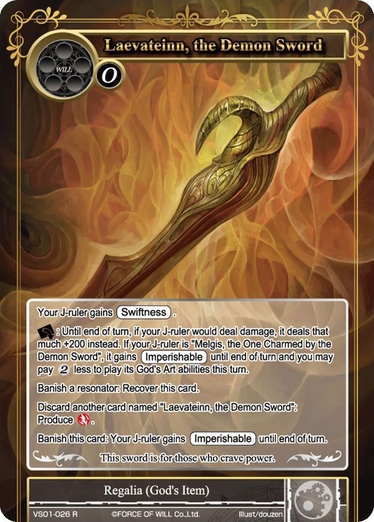 Laevateinn, the Demon Sword
WILL
0
Your J-ruler gains Swiftness .
: Until end of turn, if your J-ruler would deal damage, it deals that
much +200 instead. If your J-ruler is "Melgis, the One Charmed by the
Demon Sword", it gains Imperishable until end of turn and you may
pay 2 less to play its God's Art abilities this turn.
Banish a resonator: Recover this card.
Discard another card named "Laevateinn, the Demon Sword":
Produce .
Banish this card: Your J-ruler gains Imperishable until end of turn.
This sword is for those who crave power.
Regalia (God's Item)
VS01-026 R ©FORCE OF WILL Co.,Ltd. Illust/douzen